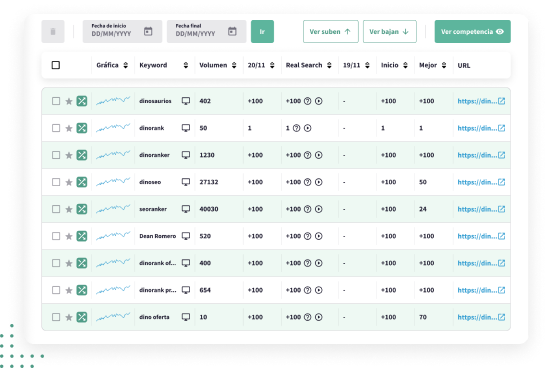 Fecha de inicio
DD/MM/YYYY
Fecha final
DD/MM/YYYY
Ir
Ver suben ↑
Ver bajan ↓
Ver competencia
Gráfica Keyword Volumen 20/11 Real Search 19/11 Inicio Mejor URL
dinosaurios 402 +100 +100 - +100 +100 https://din...
dinorank 50 1 1 - 1 1 https://din...
dinoranker 1230 +100 +100 - +100 +100 https://din...
dinoseo 27132 +100 +100 - +100 50 https://din...
seoranker 40030 +100 +100 - +100 24 https://din...
Dean Romero 520 +100 +100 - +100 +100 https://din...
dinorank of... 400 +100 +100 - +100 +100 https://din...
dinorank pr... 654 +100 +100 - +100 +100 https://din...
dino oferta 10 +100 +100 - +100 70 https://din...